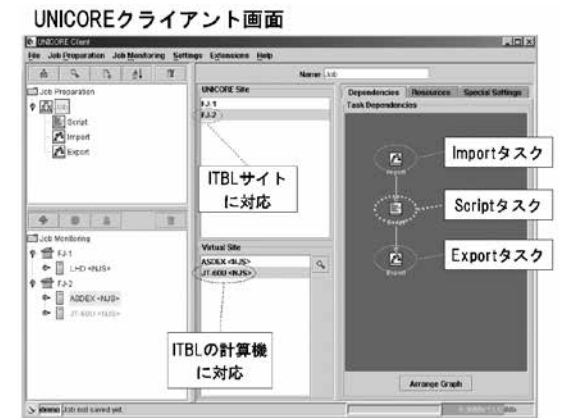 UNICOREクライアント画面
UNICORE Client
File Job Preparation Job Monitoring Settings Extensions Help
Name Job
Job Preparation
Job
Script
Import
Export
UNICORE Site
FJ-1
FJ-2
ITBLサイト
に対応
Dependencies Resources Special Settings
Task Dependencies
Import
Importタスク
Scriptタスク
Export
Exportタスク
Job Monitoring
FJ-1
LHD <NJS>
FJ-2
ASDEX <NJS>
JT-60U <NJS>
Virtual Site
ASDEX <NJS>
JT-60U <NJS>
ITBLの計算機
に対応
Arrange Graph
demo Job not saved yet.